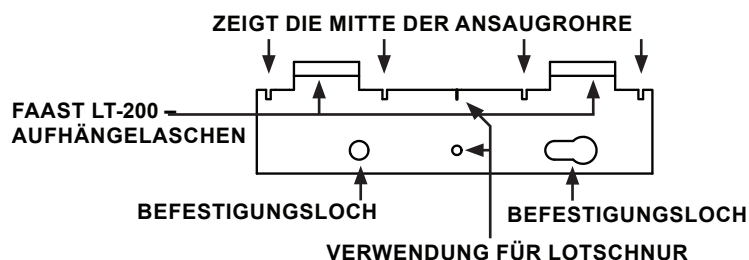 ZEIGT DIE MITTE DER ANSAUGROHRE
FAAST LT-200 –
AUFHÄNGELASCHEN
BEFESTIGUNGSLOCH
BEFESTIGUNGSLOCH
VERWENDUNG FÜR LOTSCHNUR